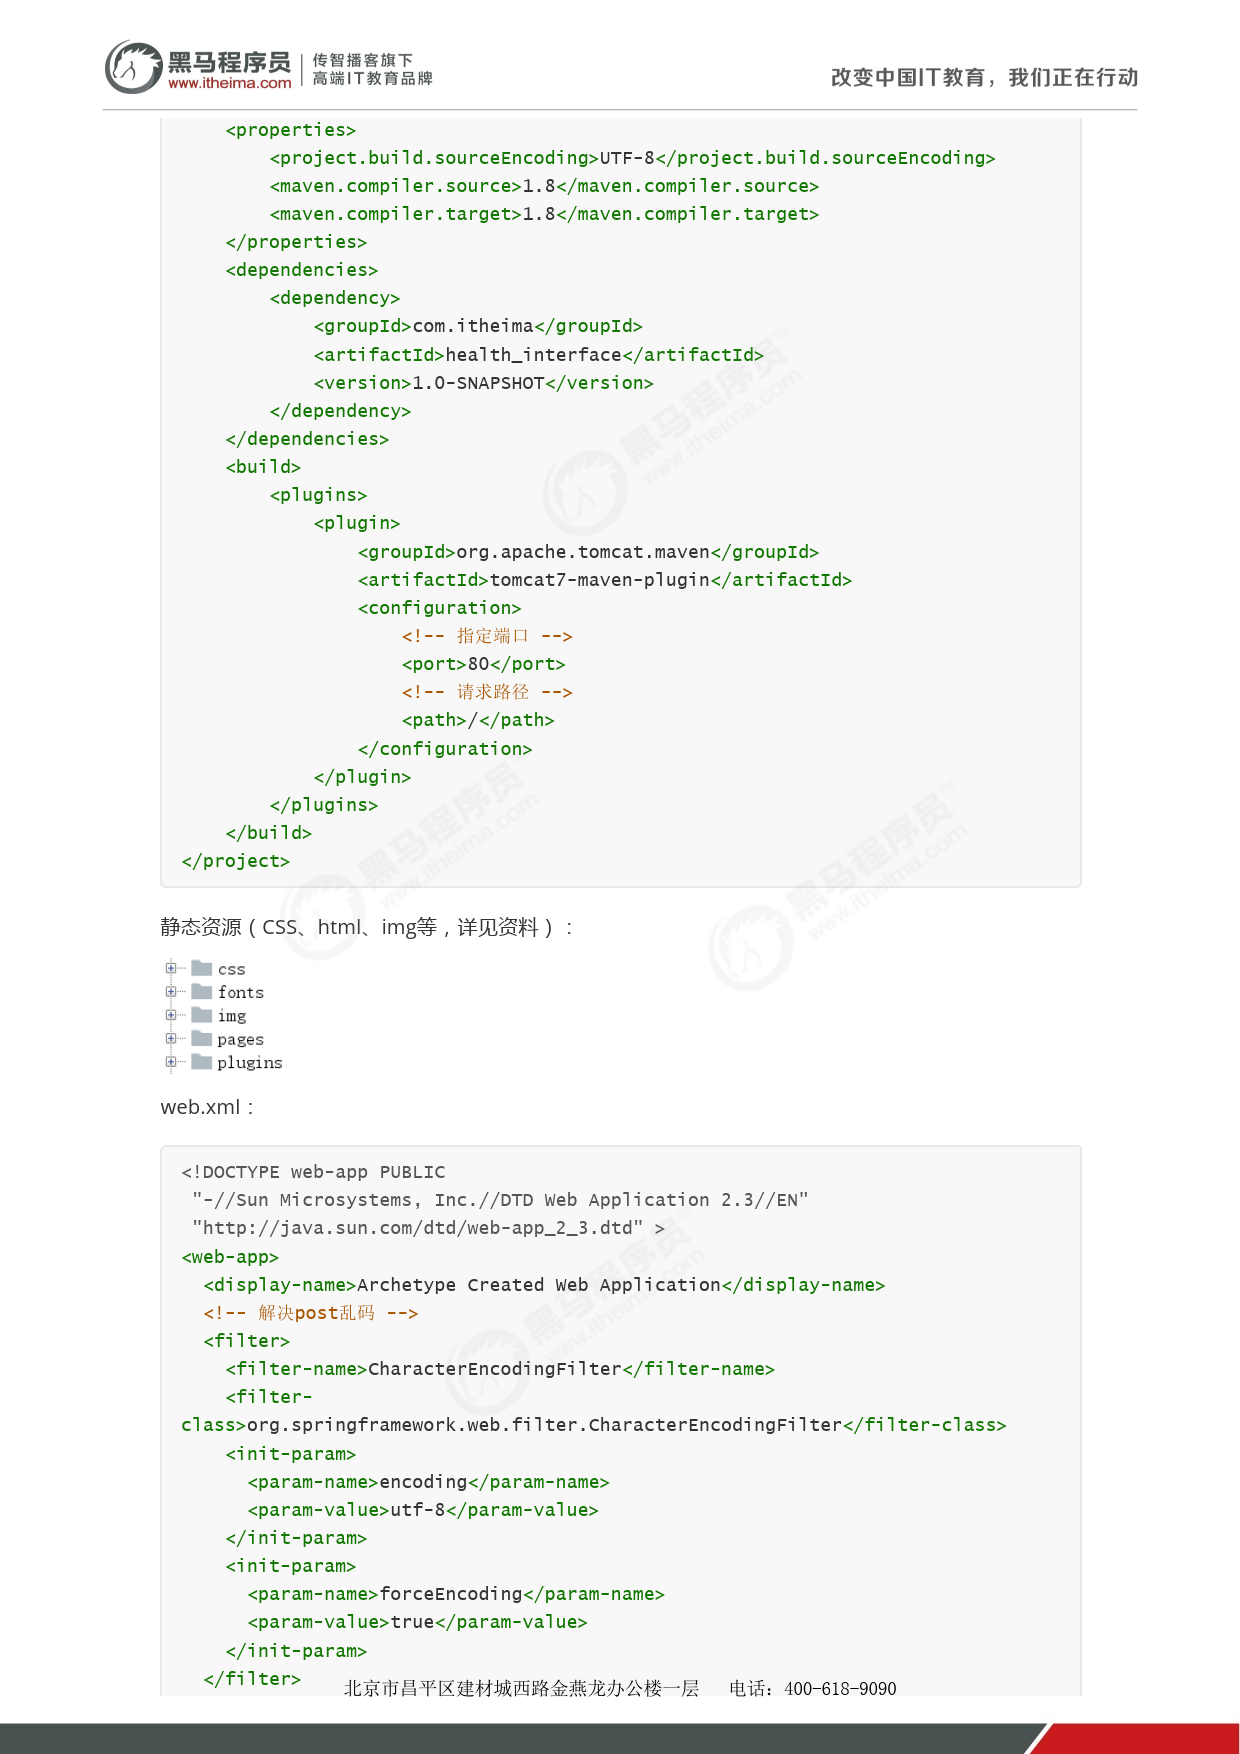 黑马程序员
www.itheima.com
传智播客旗下
高端IT教育品牌
改变中国IT教育，我们正在行动
<properties>
<project.build.sourceEncoding>UTF-8</project.build.sourceEncoding>
<maven.compiler.source>1.8</maven.compiler.source>
<maven.compiler.target>1.8</maven.compiler.target>
</properties>
<dependencies>
<dependency>
<groupId>com.itheima</groupId>
<artifactId>health_interface</artifactId>
<version>1.0-SNAPSHOT</version>
</dependency>
</dependencies>
<build>
<plugins>
<plugin>
<groupId>org.apache.tomcat.maven</groupId>
<artifactId>tomcat7-maven-plugin</artifactId>
<configuration>
<!-- 指定端口 -->
<port>80</port>
<!-- 请求路径 -->
<path>/</path>
</configuration>
</plugin>
</plugins>
</build>
</project>
静态资源（CSS、html、img等，详见资料）：
css
fonts
img
pages
plugins
web.xml：
<!DOCTYPE web-app PUBLIC
"-//Sun Microsystems, Inc.//DTD Web Application 2.3//EN"
"http://java.sun.com/dtd/web-app_2_3.dtd" >
<web-app>
<display-name>Archetype Created Web Application</display-name>
<!-- 解决post乱码 -->
<filter>
<filter-name>CharacterEncodingFilter</filter-name>
<filter-
class>org.springframework.web.filter.CharacterEncodingFilter</filter-class>
<init-param>
<param-name>encoding</param-name>
<param-value>utf-8</param-value>
</init-param>
<init-param>
<param-name>forceEncoding</param-name>
<param-value>true</param-value>
</init-param>
</filter>
北京市昌平区建材城西路金燕龙办公楼一层 电话：400-618-9090